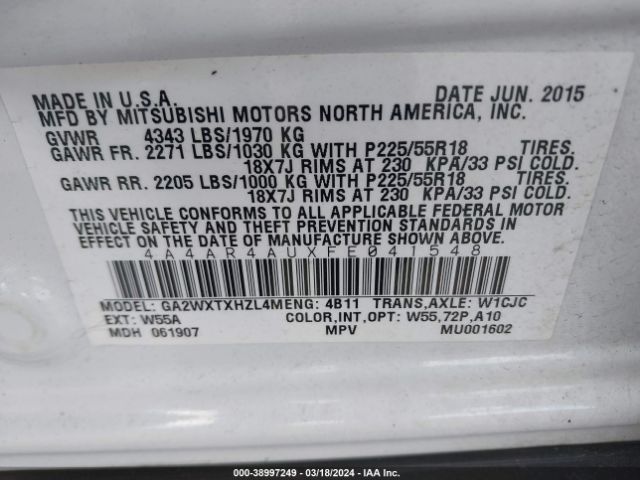 MADE IN U.S.A. DATE JUN. 2015
MFD BY MITSUBISHI MOTORS NORTH AMERICA, INC.
GVWR 4343 LBS/1970 KG
GAWR FR. 2271 LBS/1030 KG WITH P225/55R18 TIRES.
18X7J RIMS AT 230 KPA/33 PSI COLD.
GAWR RR. 2205 LBS/1000 KG WITH P225/55R18 TIRES.
18X7J RIMS AT 230 KPA/33 PSI COLD.
THIS VEHICLE CONFORMS TO ALL APPLICABLE FEDERAL MOTOR
VEHICLE SAFETY AND THEFT PREVENTION STANDARDS IN
EFFECT ON THE DATE OF MANUFACTURE SHOWN ABOVE.
4A4AR4AUXFE041548
MODEL: GA2WXTXHZL4MENG: 4B11 TRANS,AXLE: W1CJC
EXT: W55A COLOR,INT,OPT: W55,72P,A10
MDH 061907 MPV MU001602
000-38997249 - 03/18/2024 - IAA Inc.